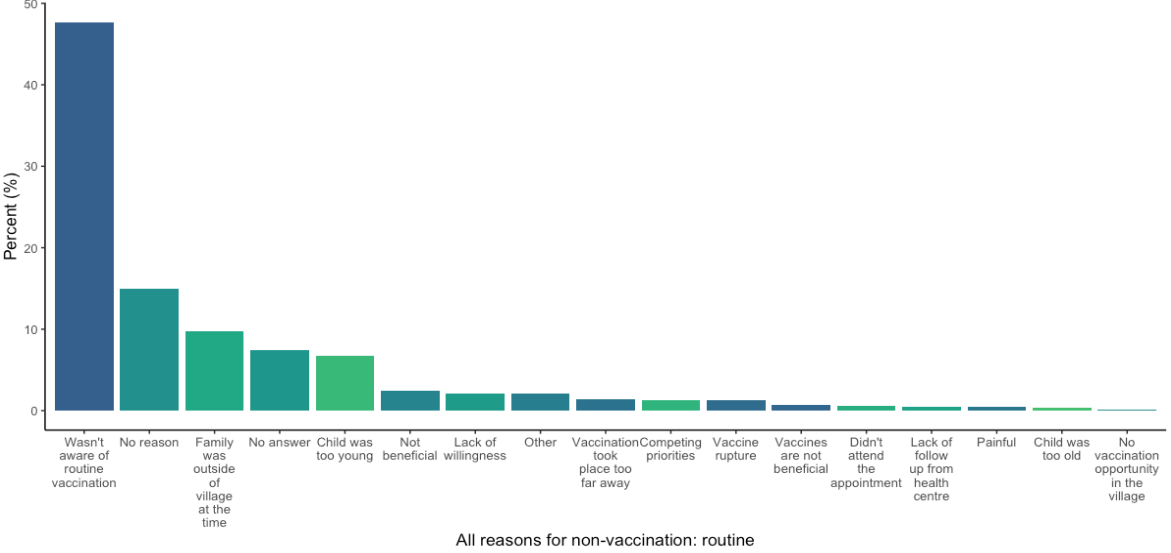 50
40
30
20
10
0
Percent (%)
Wasn't
aware of
routine
vaccination
No reason
Family
was
outside
of
village
at the
time
No answer
Child was
too young
Not
beneficial
Lack of
willingness
Other
Vaccination
took
place too
far away
Competing
priorities
Vaccine
rupture
Vaccines
are not
beneficial
Didn't
attend
the
appointment
Lack of
follow
up from
health
centre
Painful
Child was
too old
No
vaccination
opportunity
in the
village
All reasons for non-vaccination: routine